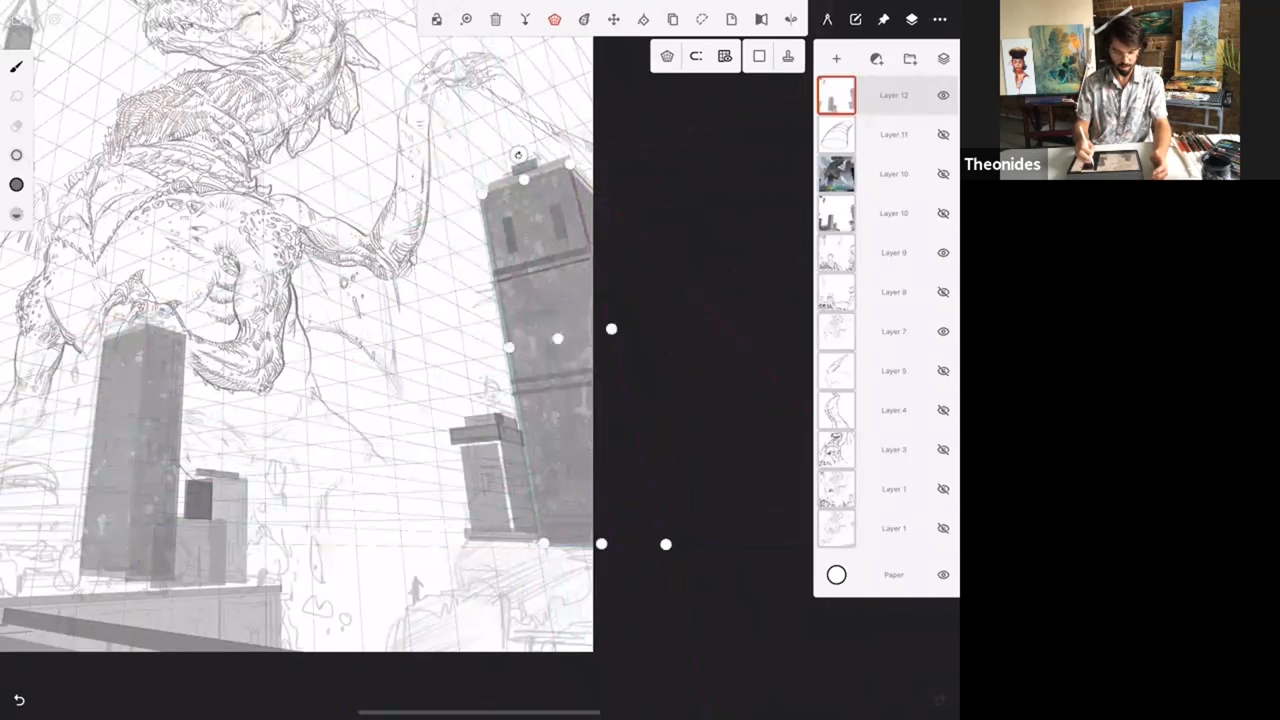 Layer 12
Layer 11
Layer 10
Layer 10
Layer 9
Layer 8
Layer 7
Layer 5
Layer 4
Layer 3
Layer 1
Layer 1
Paper
Theonides